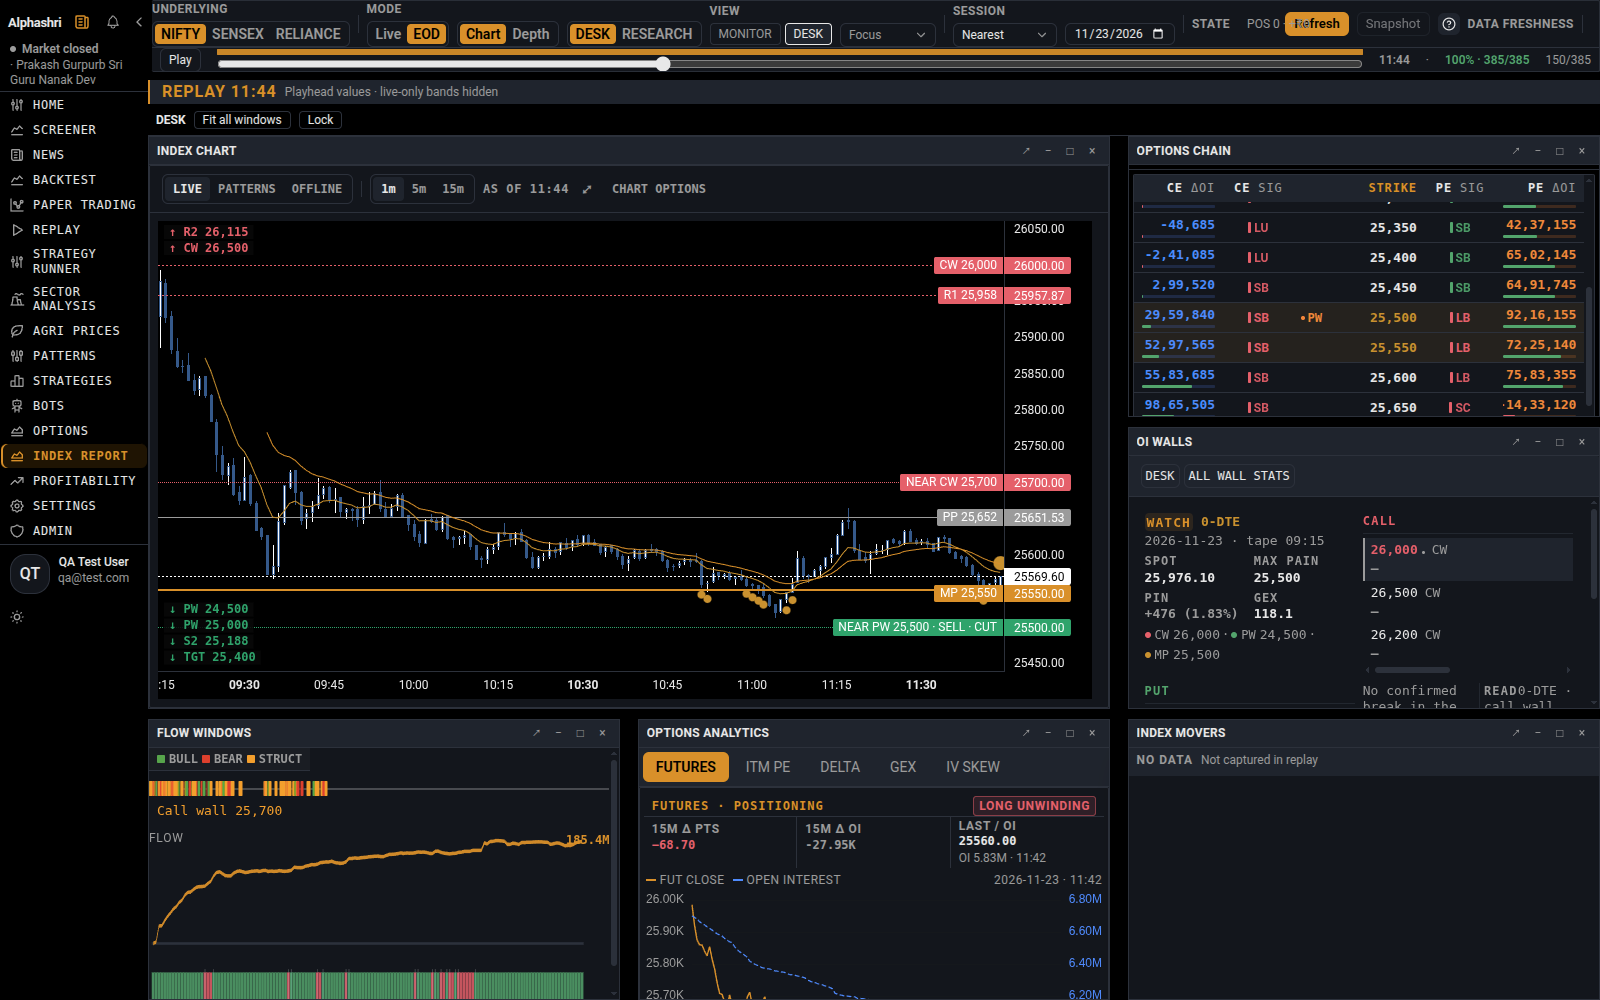 Alphashri
Market closed
· Prakash Gurpurb Sri
Guru Nanak Dev
HOME
SCREENER
NEWS
BACKTEST
PAPER TRADING
REPLAY
STRATEGY
RUNNER
SECTOR
ANALYSIS
AGRI PRICES
PATTERNS
STRATEGIES
BOTS
OPTIONS
INDEX REPORT
PROFITABILITY
SETTINGS
ADMIN
QT
QA Test User
qa@test.com
UNDERLYING
NIFTY SENSEX RELIANCE
MODE
Live EOD
Chart Depth
DESK RESEARCH
VIEW
MONITOR DESK Focus
SESSION
Nearest 11/23/2026
STATE POS 0 Refresh Snapshot DATA FRESHNESS
Play 11:44 · 100% · 385/385 150/385
REPLAY 11:44 Playhead values · live-only bands hidden
DESK Fit all windows Lock
INDEX CHART
LIVE PATTERNS OFFLINE 1m 5m 15m AS OF 11:44 CHART OPTIONS
↑ R2 26,115
↑ CW 26,500
26050.00
CW 26,000 26000.00
R1 25,958 25957.87
25900.00
25850.00
25800.00
25750.00
NEAR CW 25,700 25700.00
PP 25,652 25651.53
25600.00
25569.60
MP 25,550 25550.00
NEAR PW 25,500 · SELL · CUT 25500.00
25450.00
↓ PW 24,500
↓ PW 25,000
↓ S2 25,188
↓ TGT 25,400
:15 09:30 09:45 10:00 10:15 10:30 10:45 11:00 11:15 11:30
OPTIONS CHAIN
CE ΔOI CE SIG STRIKE PE SIG PE ΔOI
-48,685 LU 25,350 SB 42,37,155
-2,41,085 LU 25,400 SB 65,02,145
2,99,520 SB 25,450 SB 64,91,745
29,59,840 SB •PW 25,500 LB 92,16,155
52,97,565 SB 25,550 LB 72,25,140
55,83,685 SB 25,600 LB 75,83,355
98,65,505 SB 25,650 SC -14,33,120
OI WALLS
DESK ALL WALL STATS
WATCH 0-DTE
2026-11-23 · tape 09:15
SPOT MAX PAIN
25,976.10 25,500
PIN GEX
+476 (1.83%) 118.1
CW 26,000 · PW 24,500 ·
MP 25,500
CALL
26,000 . CW
—
26,500 CW
—
26,200 CW
—
PUT
No confirmed
break in the
READ 0-DTE ·
call wall
FLOW WINDOWS
BULL BEAR STRUCT
Call wall 25,700
FLOW
185.4M
OPTIONS ANALYTICS
FUTURES ITM PE DELTA GEX IV SKEW
FUTURES · POSITIONING LONG UNWINDING
15M Δ PTS
−68.70
15M Δ OI
-27.95K
LAST / OI
25560.00
OI 5.83M · 11:42
FUT CLOSE OPEN INTEREST 2026-11-23 · 11:42
26.00K 6.80M
25.90K 6.60M
25.80K 6.40M
25.70K 6.20M
INDEX MOVERS
NO DATA Not captured in replay